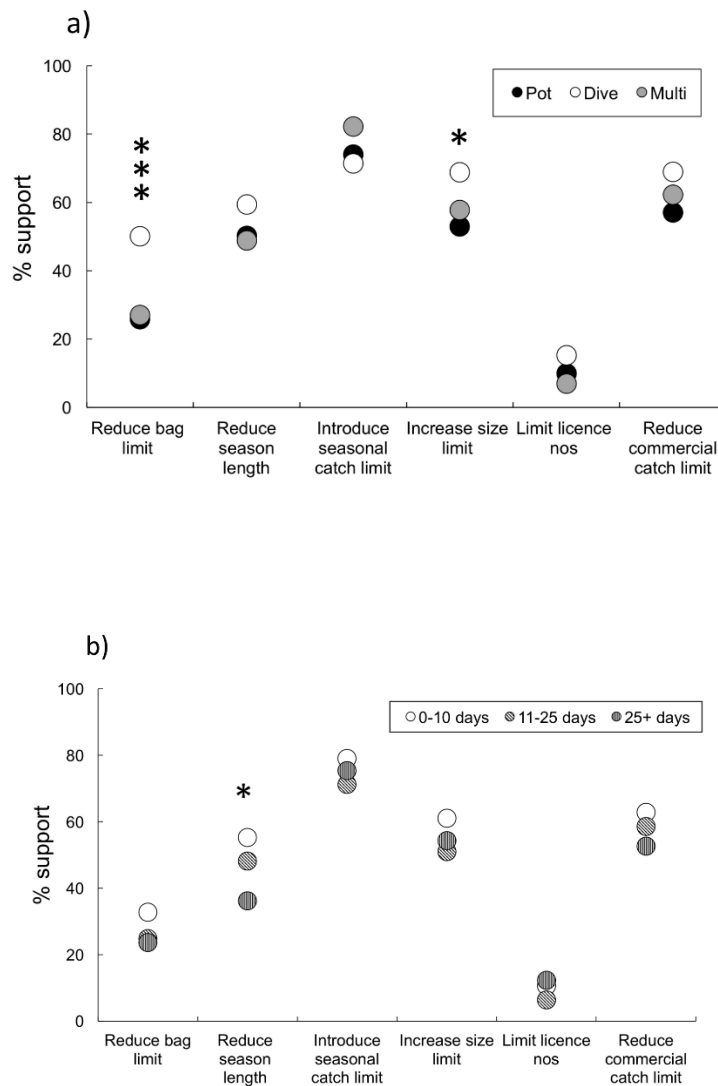 a)
100
Pot Dive Multi
80
*
*
*
*
60
% support
40
20
0
Reduce bag
limit
Reduce
season
length
Introduce
seasonal
catch limit
Increase size
limit
Limit licence
nos
Reduce
commercial
catch limit
b)
100
0-10 days 11-25 days 25+ days
80
*
60
% support
40
20
0
Reduce bag
limit
Reduce
season
length
Introduce
seasonal
catch limit
Increase size
limit
Limit licence
nos
Reduce
commercial
catch limit